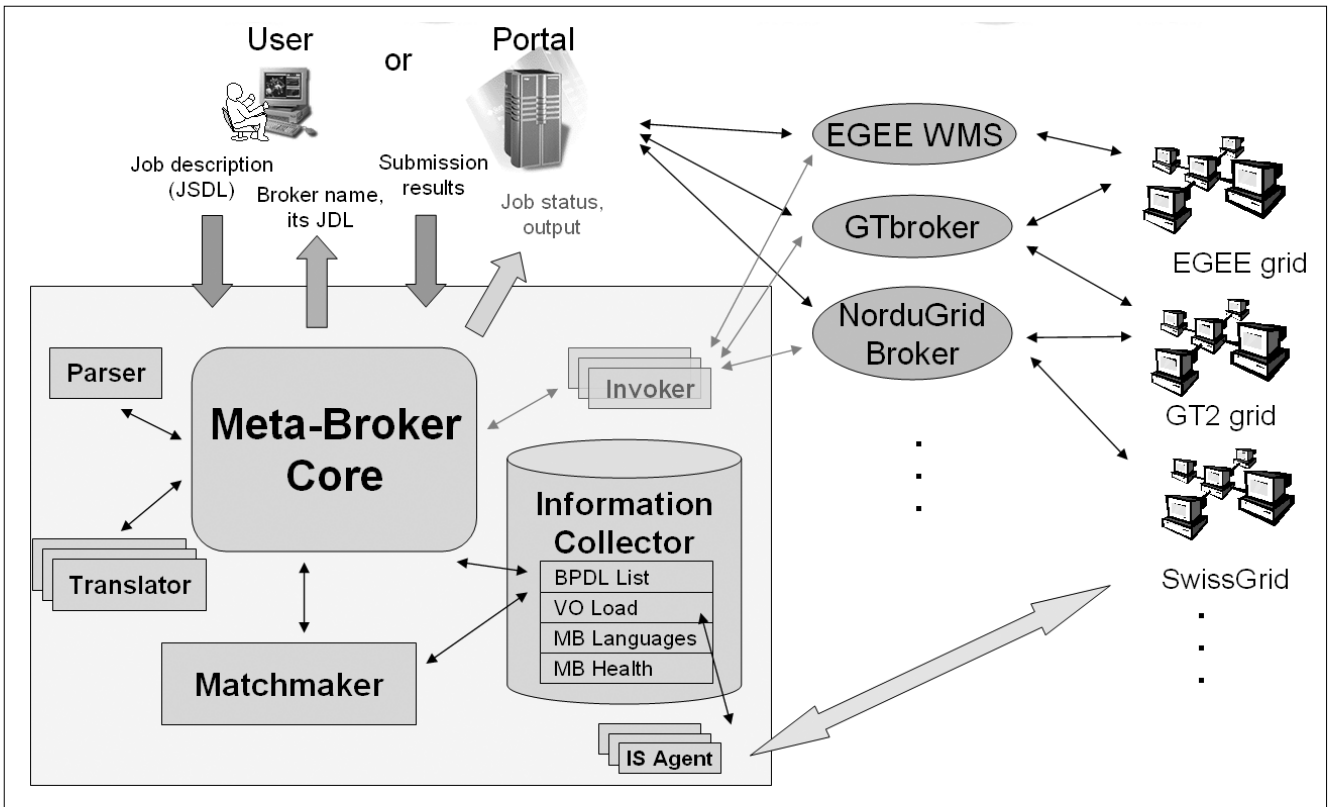 User
or
Portal
Job description
(JSDL)
Broker name,
its JDL
Submission
results
Job status,
output
EGEE WMS
GTbroker
NorduGrid
Broker
EGEE grid
GT2 grid
SwissGrid
Parser
Meta-Broker
Core
Invoker
Translator
Matchmaker
Information
Collector
BPDL List
VO Load
MB Languages
MB Health
IS Agent